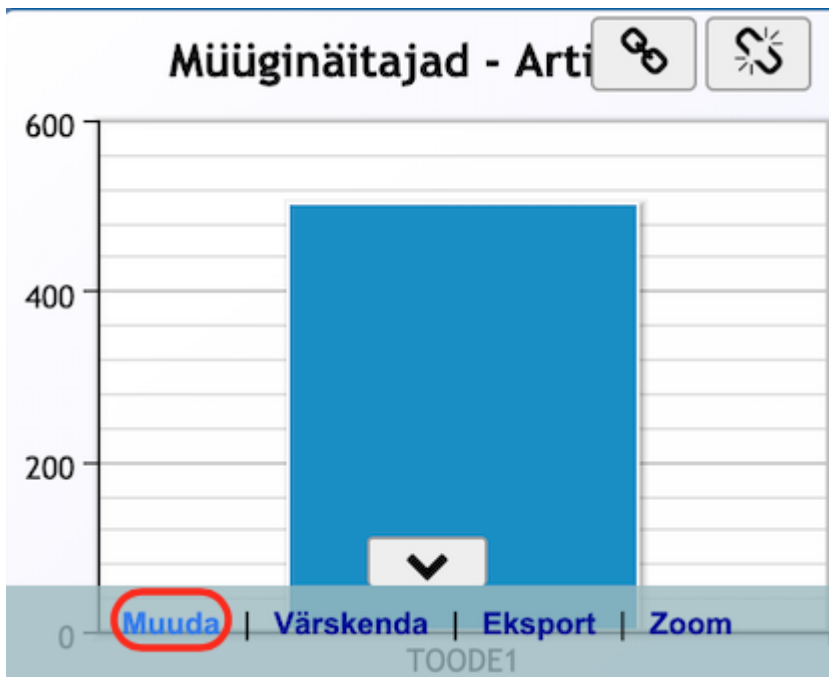 Müüginäitajad - Arti
600
400
200
0
Muuda | Värskenda | Eksport | Zoom
TOODE1